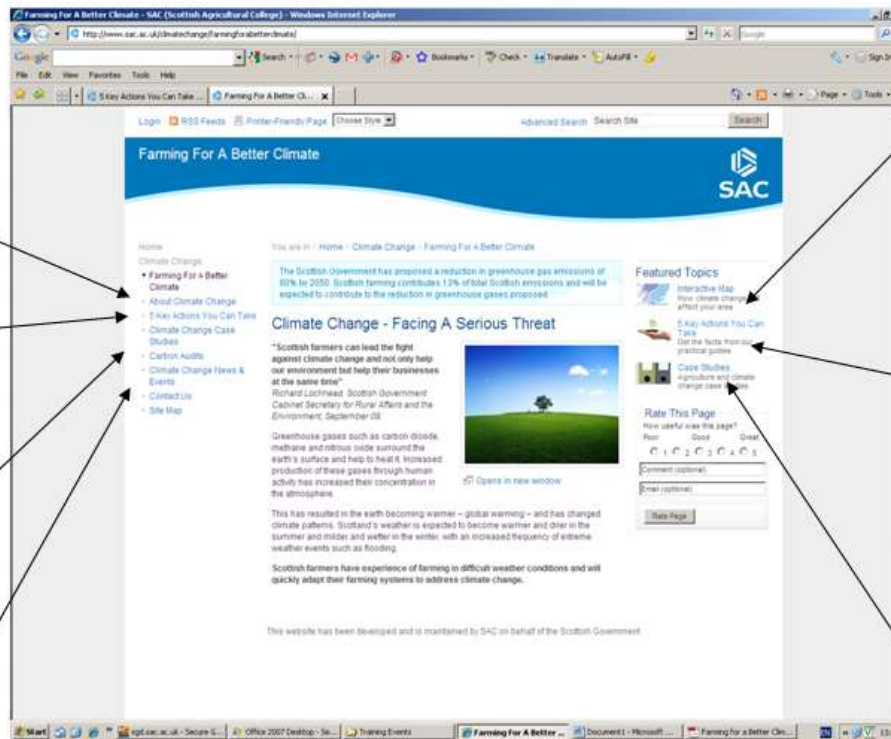 Farming For A Better Climate - SAC (Scottish Agricultural College) - Windows Internet Explorer
http://www.sac.ac.uk/climatechange/farmingforabetterclimate/
Google
Google
Search
Bookmarks
Check
Translate
AutoFill
Sign In
File Edit View Favorites Tools Help
5 Key Actions You Can Take ...
Farming For A Better Cl...
Page
Tools
Login RSS Feeds Printer-Friendly Page Choose Style
Advanced Search Search Site Search
Farming For A Better Climate
SAC
Home
Climate Change
Farming For A Better
Climate
About Climate Change
5 Key Actions You Can Take
Climate Change Case
Studies
Carbon Audits
Climate Change News &
Events
Contact Us
Site Map
You are in : Home > Climate Change > Farming For A Better Climate
The Scottish Government has proposed a reduction in greenhouse gas emissions of
80% by 2050. Scottish farming contributes 13% of total Scottish emissions and will be
expected to contribute to the reduction in greenhouse gases proposed
Climate Change - Facing A Serious Threat
"Scottish farmers can lead the fight
against climate change and not only help
our environment but help their businesses
at the same time"
Richard Lochhead, Scottish Government
Cabinet Secretary for Rural Affairs and the
Environment, September 08
Greenhouse gases such as carbon dioxide,
methane and nitrous oxide surround the
earth's surface and help to heat it. Increased
production of these gases through human
activity has increased their concentration in
the atmosphere.
Opens in new window
This has resulted in the earth becoming warmer – global warming – and has changed
climate patterns. Scotland's weather is expected to become warmer and drier in the
summer and milder and wetter in the winter, with an increased frequency of extreme
weather events such as flooding.
Scottish farmers have experience of farming in difficult weather conditions and will
quickly adapt their farming systems to address climate change.
Featured Topics
Interactive Map
How climate change
affect your area
5 Key Actions You Can
Take
Get the facts from our
practical guides
Case Studies
Agriculture and climate
change case studies
Rate This Page
How useful was this page?
Poor Good Great
1 2 3 4 5
Comment (optional)
Email (optional)
Rate Page
This website has been developed and is maintained by SAC on behalf of the Scottish Government
Start
Office 2007 Desktop - Se...
Training Events
Farming For A Better ...
Document1 - Microsoft ...
Farming for a Better Clim...
EN